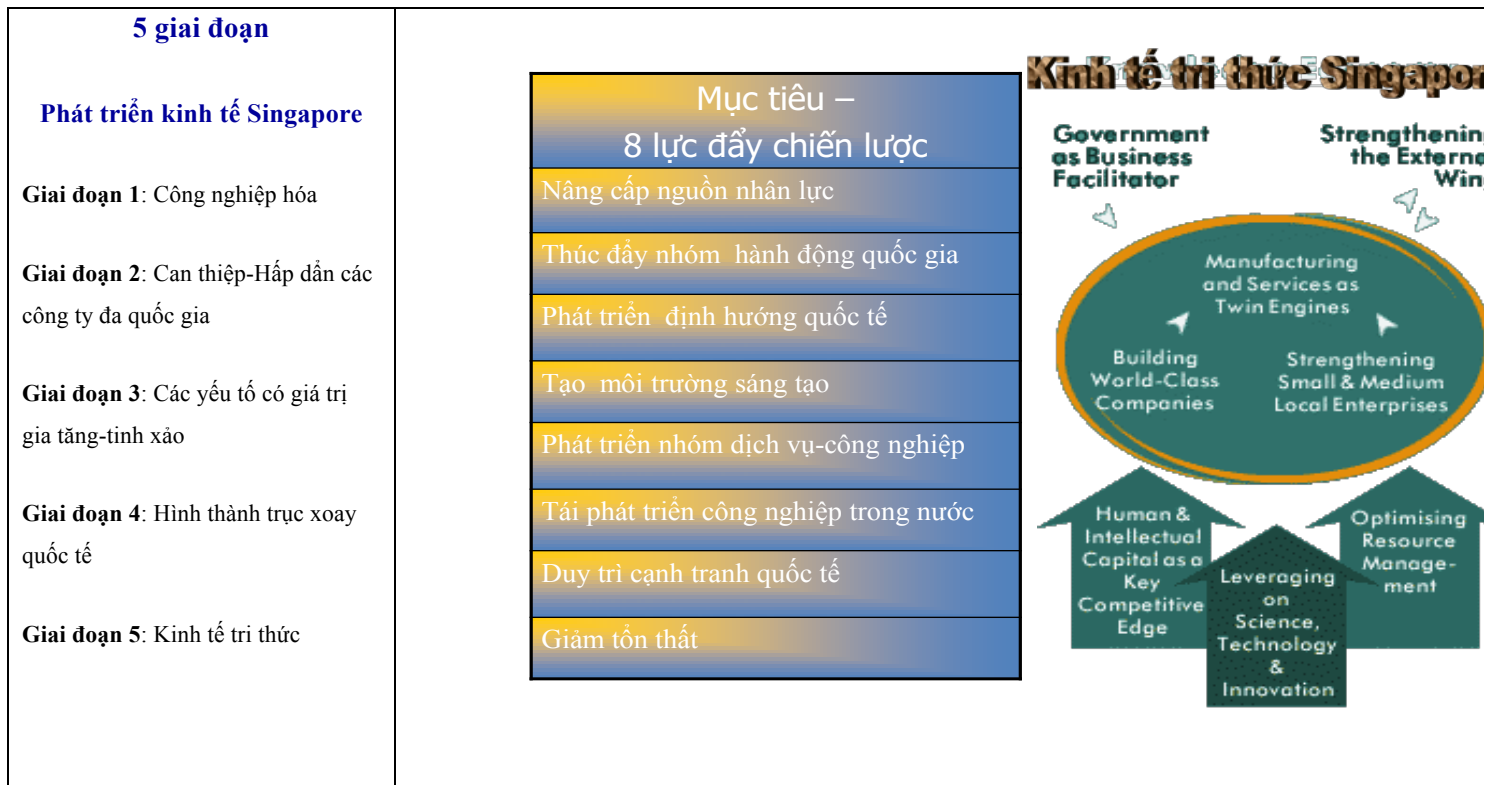 5 giai đoạn
Phát triển kinh tế Singapore
Giai đoạn 1: Công nghiệp hóa
Giai đoạn 2: Can thiệp-Hấp dẫn các
công ty đa quốc gia
Giai đoạn 3: Các yếu tố có giá trị
gia tăng-tinh xảo
Giai đoạn 4: Hình thành trục xoay
quốc tế
Giai đoạn 5: Kinh tế tri thức
Mục tiêu –
8 lực đẩy chiến lược
Nâng cấp nguồn nhân lực
Thúc đẩy nhóm hành động quốc gia
Phát triển định hướng quốc tế
Tạo môi trường sáng tạo
Phát triển nhóm dịch vụ-công nghiệp
Tái phát triển công nghiệp trong nước
Duy trì cạnh tranh quốc tế
Giảm tổn thất
Kinh tế tri thức Singapor
Government
as Business
Facilitator
Strengthenin
the Externa
Win
Manufacturing
and Services as
Twin Engines
Building
World-Class
Companies
Strengthening
Small & Medium
Local Enterprises
Human &
Intellectual
Capital as a
Key
Competitive
Edge
Leveraging
on
Science,
Technology
&
Innovation
Optimising
Resource
Manage-
ment